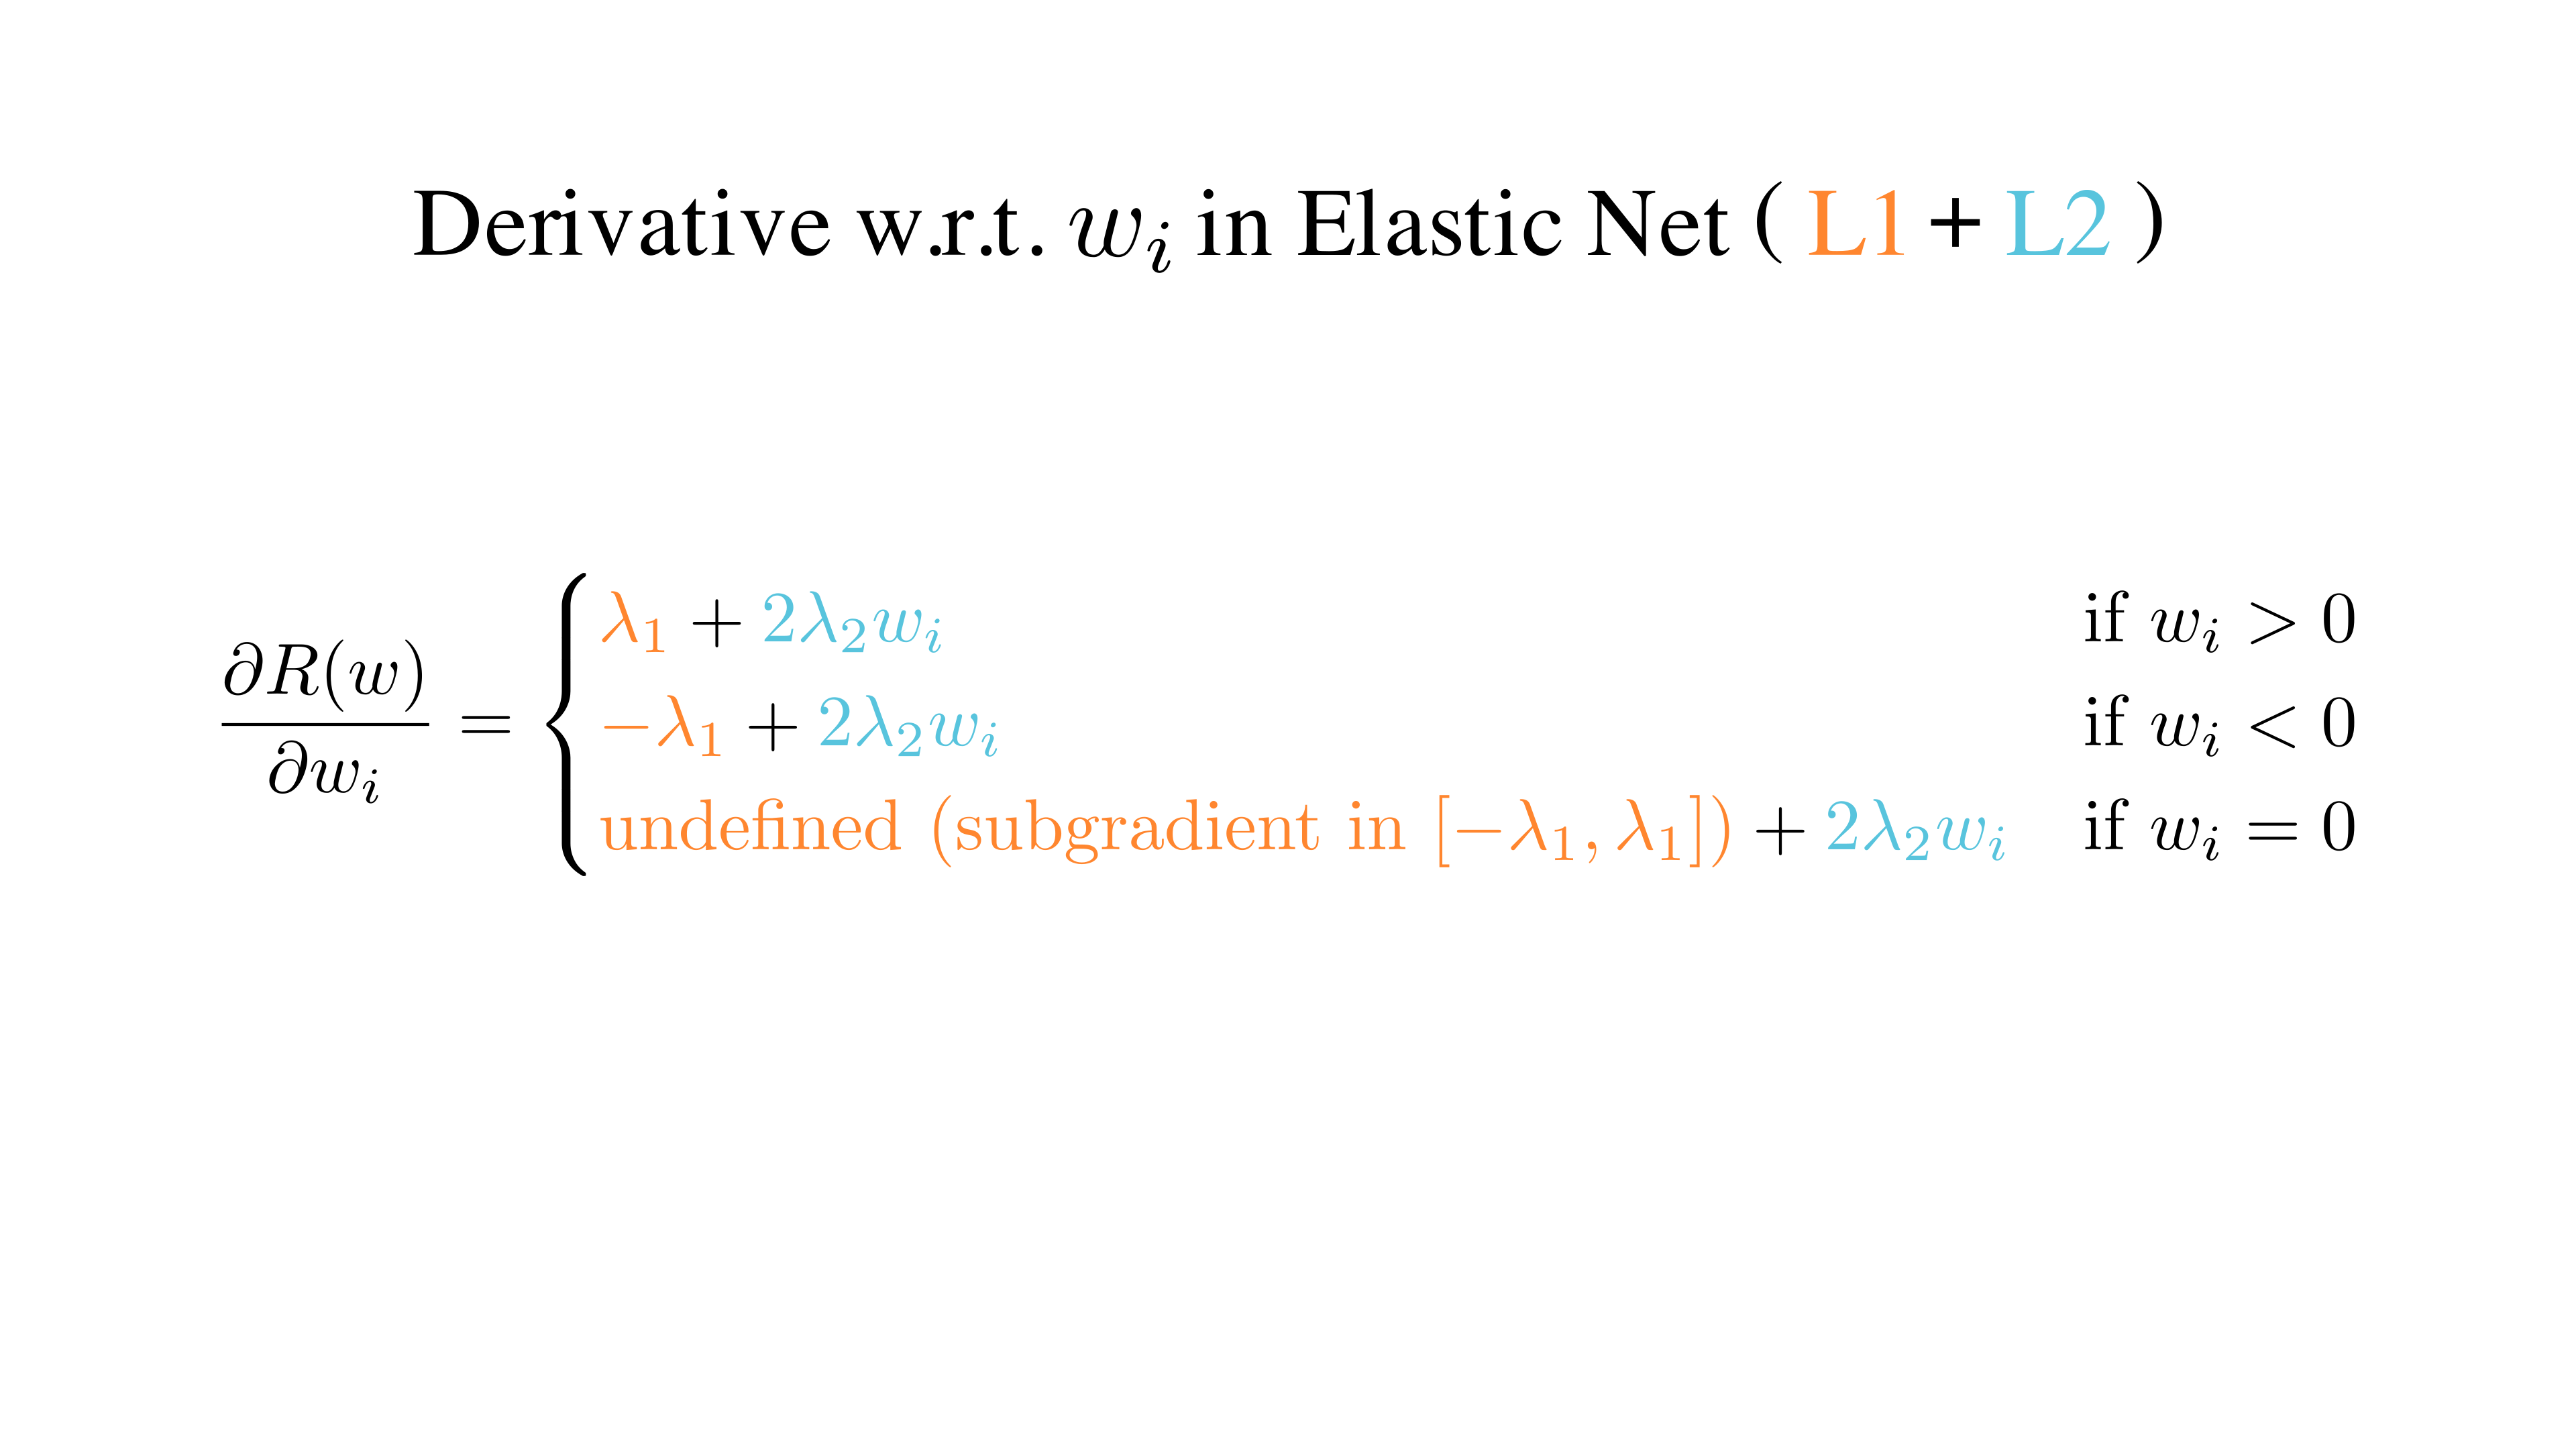 Derivative w.r.t. $w_i$ in Elastic Net ( L1 + L2 )
$\frac{\partial R(w)}{\partial w_i} = \begin{cases} \lambda_1 + 2\lambda_2 w_i & \text{if } w_i > 0 \\ -\lambda_1 + 2\lambda_2 w_i & \text{if } w_i < 0 \\ \text{undefined (subgradient in } [-\lambda_1, \lambda_1]) + 2\lambda_2 w_i & \text{if } w_i = 0 \end{cases}$